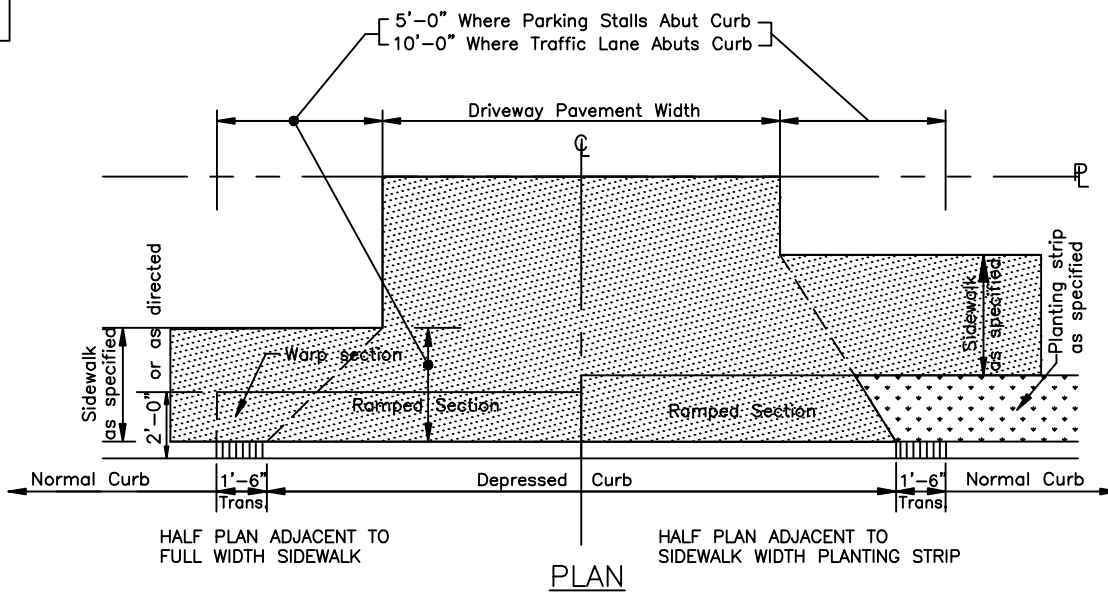 5'-0" Where Parking Stalls Abut Curb
10'-0" Where Traffic Lane Abuts Curb
Driveway Pavement Width
℄
PL
Sidewalk
as specified
2'-0" or as directed
Warp section
Ramped Section
Ramped Section
Sidewalk
as specified
Planting strip
as specified
Normal Curb
1'-6"
Trans.
Depressed Curb
1'-6"
Trans.
Normal Curb
HALF PLAN ADJACENT TO
FULL WIDTH SIDEWALK
HALF PLAN ADJACENT TO
SIDEWALK WIDTH PLANTING STRIP
PLAN